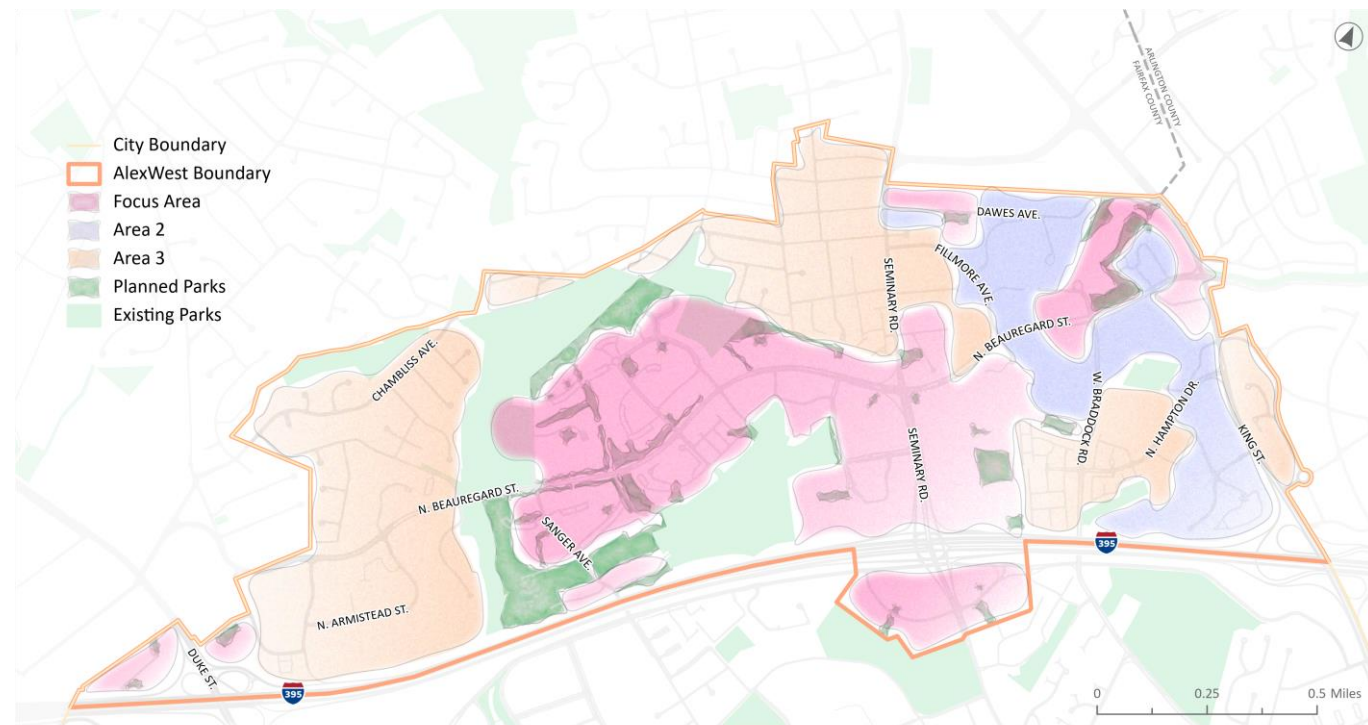 ARLINGTON COUNTY
FAIRFAX COUNTY
City Boundary
AlexWest Boundary
Focus Area
Area 2
Area 3
Planned Parks
Existing Parks
DAWES AVE.
FILLMORE AVE.
SEMINARY RD.
N. BEAUREGARD ST.
CHAMBLISS AVE.
W. BRADDOCK RD.
N. HAMPTON DR.
KING ST.
SEMINARY RD.
N. BEAUREGARD ST.
SANGER AVE.
395
N. ARMISTEAD ST.
DUKE ST.
395
0 0.25 0.5 Miles